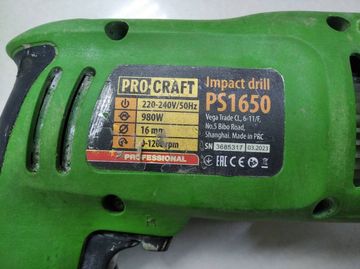 PRO-CRAFT
220-240V/50Hz
980W
16 mm
0-1200 rpm
PROFESSIONAL
Impact drill
PS1650
Vega Trade CL, 6-11/F,
No.5 Bibo Road,
Shanghai. Made in PRC
SN 3685317 03.2023